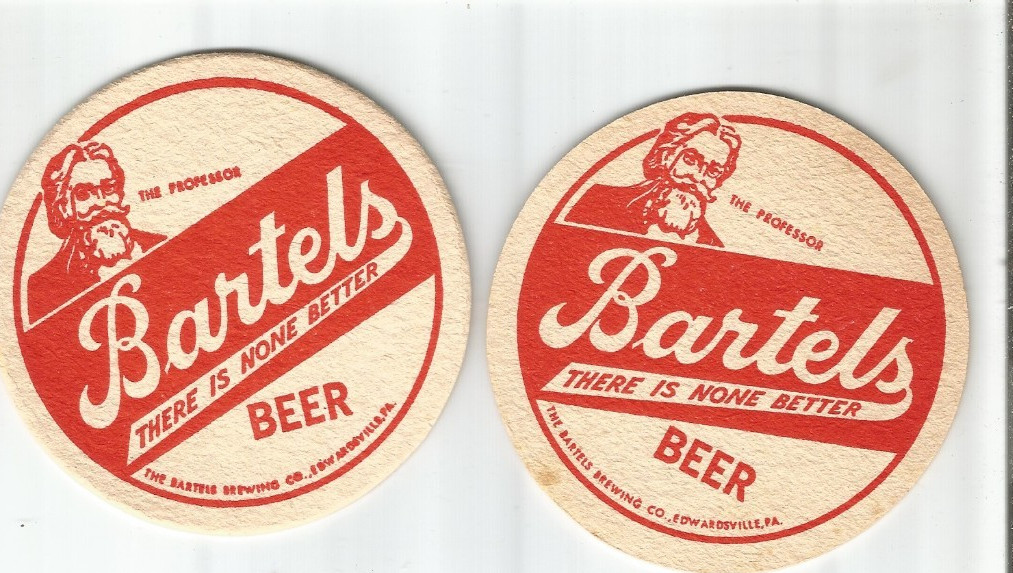 THE PROFESSOR
Bartels
THERE IS NONE BETTER
BEER
THE BARTELS BREWING CO., EDWARDSVILLE, PA.
THE PROFESSOR
Bartels
THERE IS NONE BETTER
BEER
THE BARTELS BREWING CO., EDWARDSVILLE, PA.